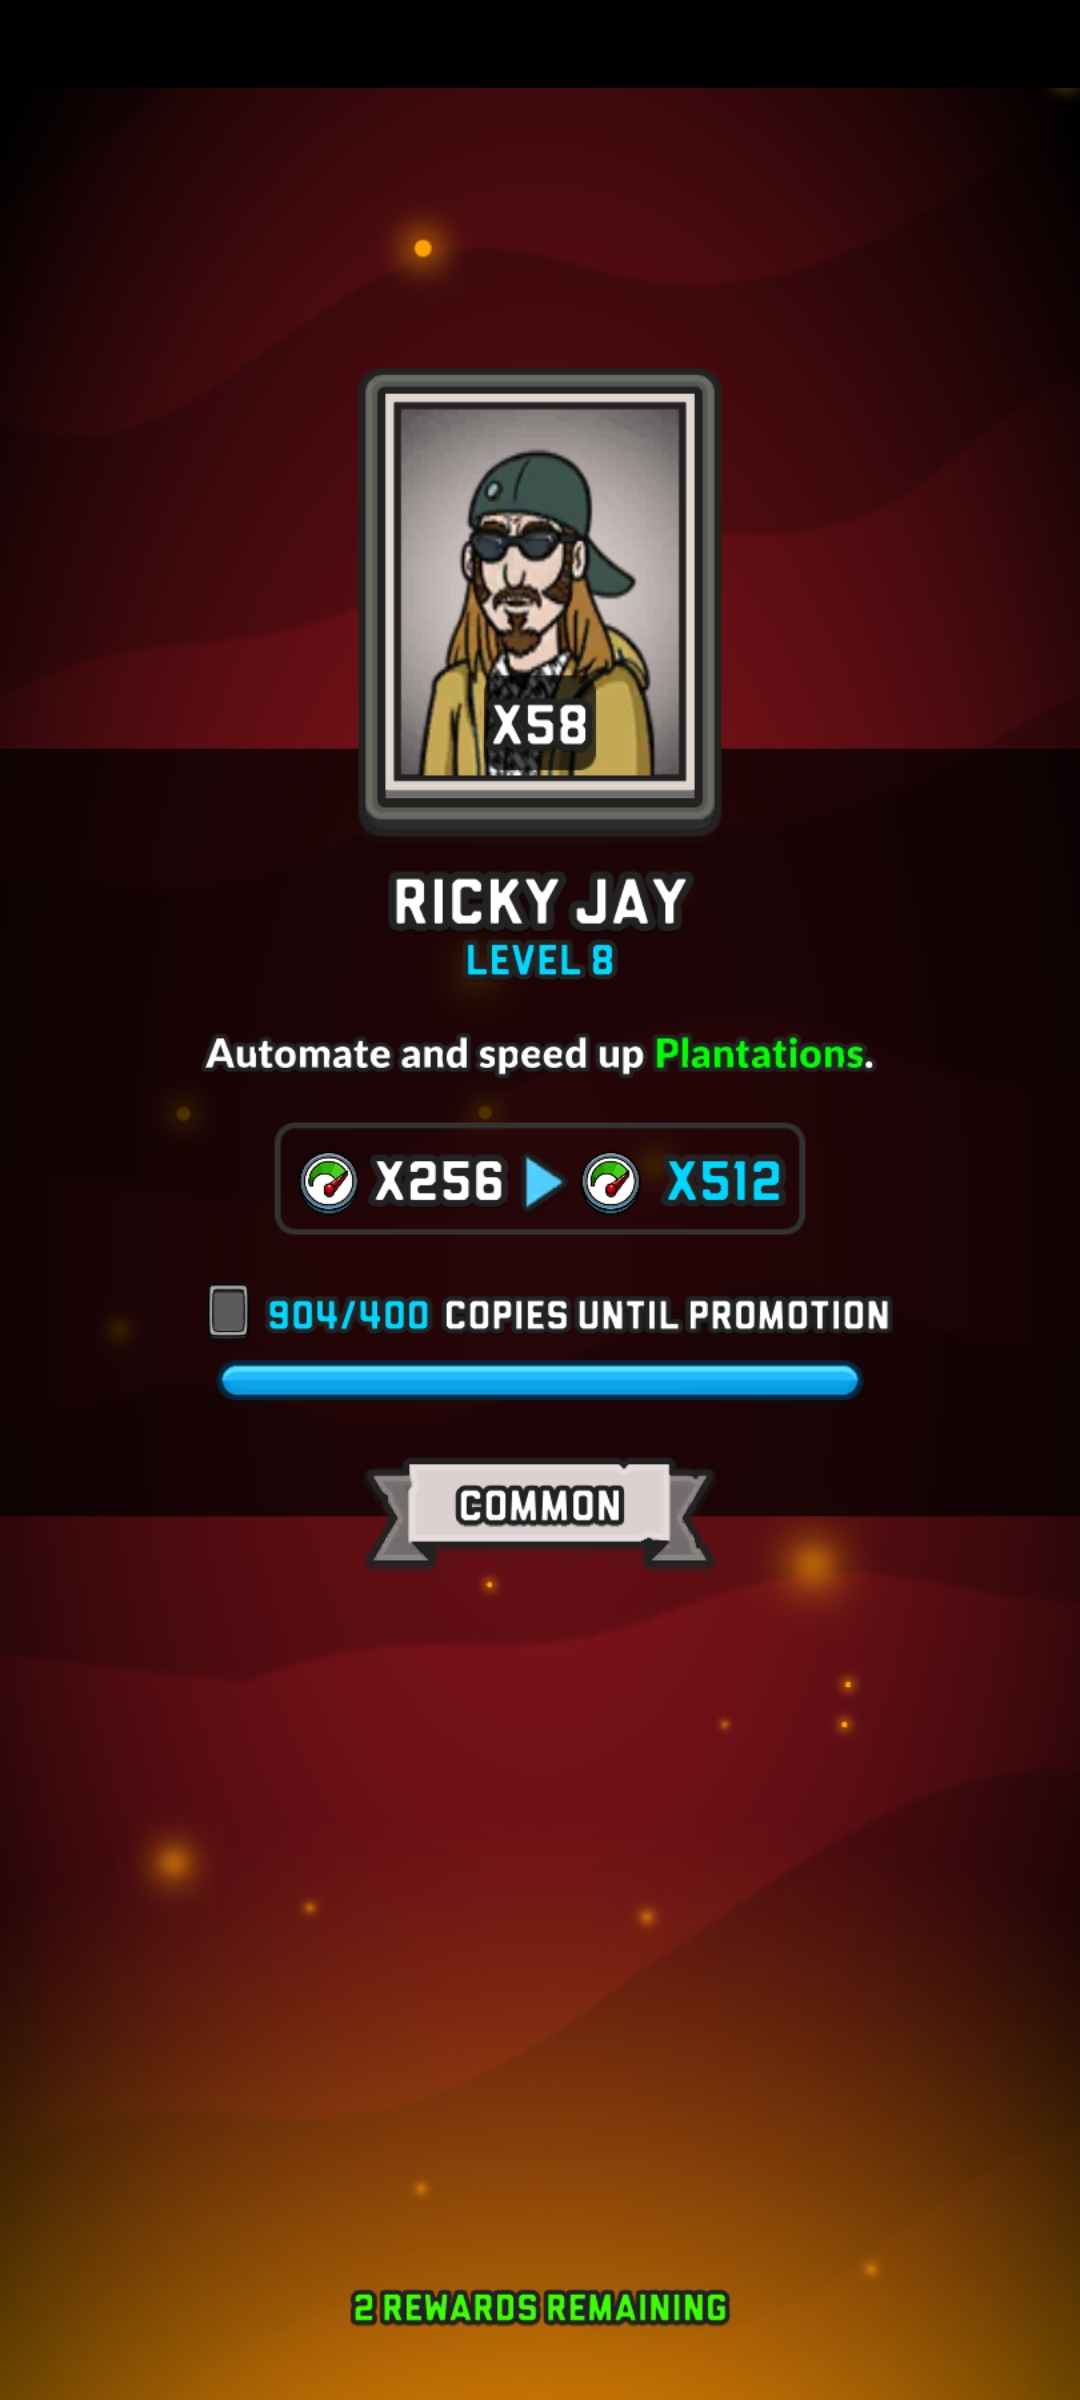 X58
RICKY JAY
LEVEL 8
Automate and speed up Plantations.
X256 X512
904/400 COPIES UNTIL PROMOTION
COMMON
2 REWARDS REMAINING